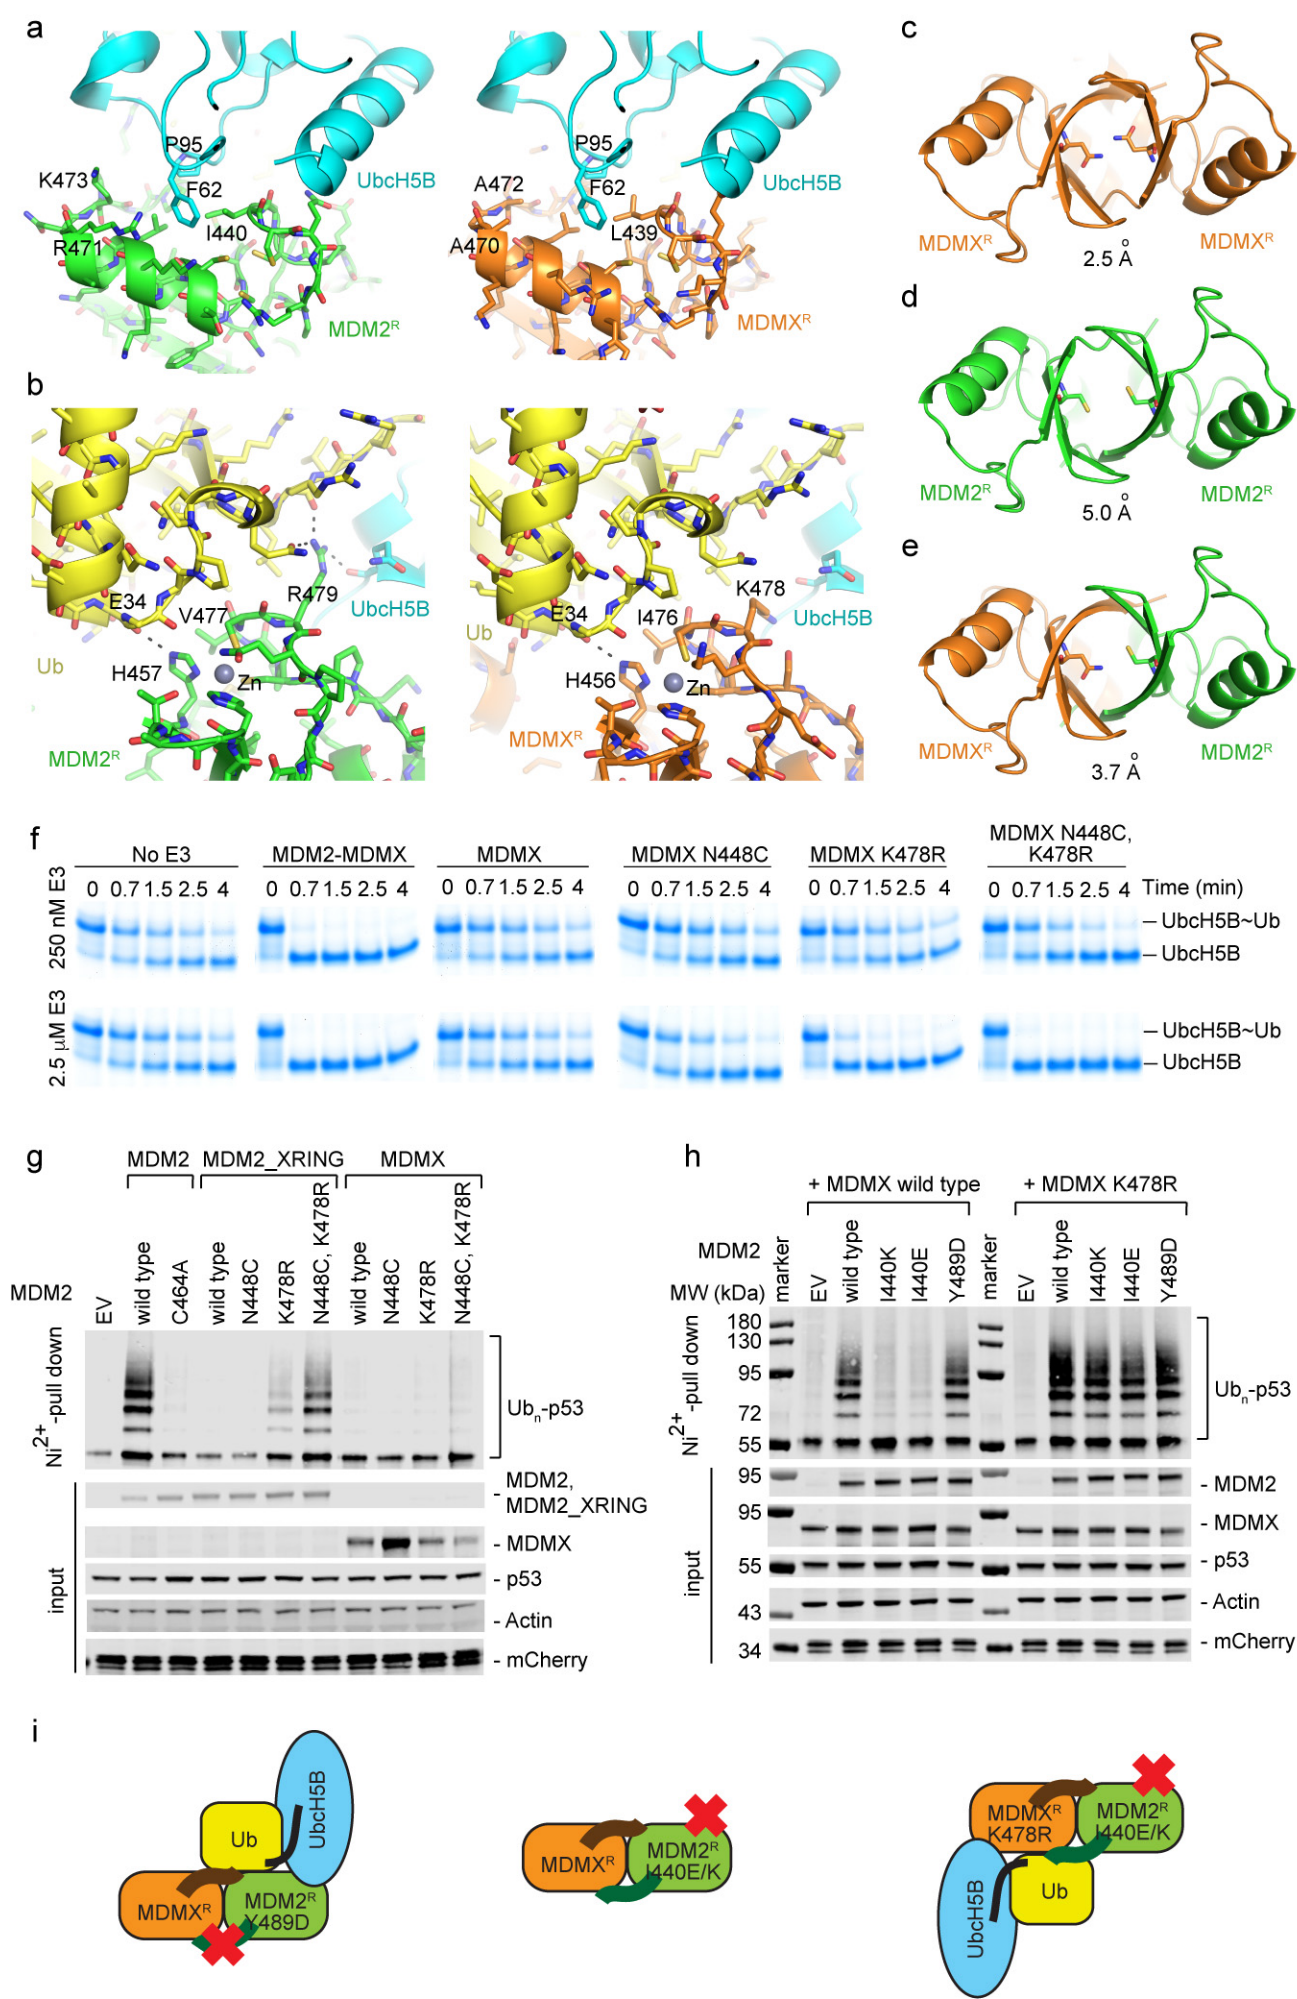 a
P95
K473
F62
UbcH5B
I440
R471
MDM2R
P95
A472
F62
UbcH5B
L439
A470
MDMXR
b
E34
V477
R479
UbcH5B
Ub
H457
Zn
MDM2R
K478
E34
I476
UbcH5B
Ub
H456
Zn
MDMXR
c
MDMXR
MDMXR
2.5 Å
d
MDM2R
MDM2R
5.0 Å
e
MDMXR
MDM2R
3.7 Å
f
No E3 MDM2-MDMX MDMX MDMX N448C MDMX K478R MDMX N448C, K478R
0 0.7 1.5 2.5 4 0 0.7 1.5 2.5 4 0 0.7 1.5 2.5 4 0 0.7 1.5 2.5 4 0 0.7 1.5 2.5 4 0 0.7 1.5 2.5 4 Time (min)
250 nM E3
UbcH5B~Ub
UbcH5B
2.5 µM E3
UbcH5B~Ub
UbcH5B
g
MDM2 MDM2_XRING MDMX
MDM2 EV wild type C464A wild type N448C K478R N448C, K478R wild type N448C K478R N448C, K478R
Ni2+-pull down
Ubn-p53
input
- MDM2,
MDM2_XRING
- MDMX
- p53
- Actin
- mCherry
h
+ MDMX wild type + MDMX K478R
MDM2
MW (kDa) marker EV wild type I440K I440E Y489D marker EV wild type I440K I440E Y489D
Ni2+-pull down
180
130
95
72
55
Ubn-p53
input
95 - MDM2
95 - MDMX
55 - p53
43 - Actin
34 - mCherry
i
UbcH5B
Ub
MDMXR
MDM2R
Y489D
MDMXR
MDM2R
I440E/K
MDMXR
K478R
MDM2R
I440E/K
UbcH5B
Ub